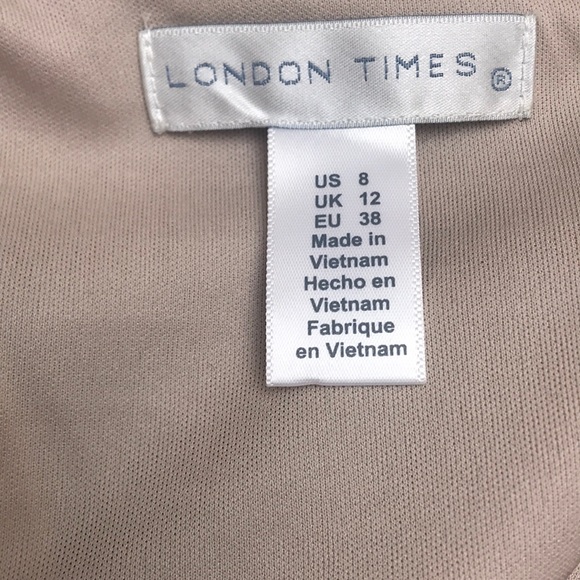 LONDON TIMES ®
US 8
UK 12
EU 38
Made in
Vietnam
Hecho en
Vietnam
Fabrique
en Vietnam